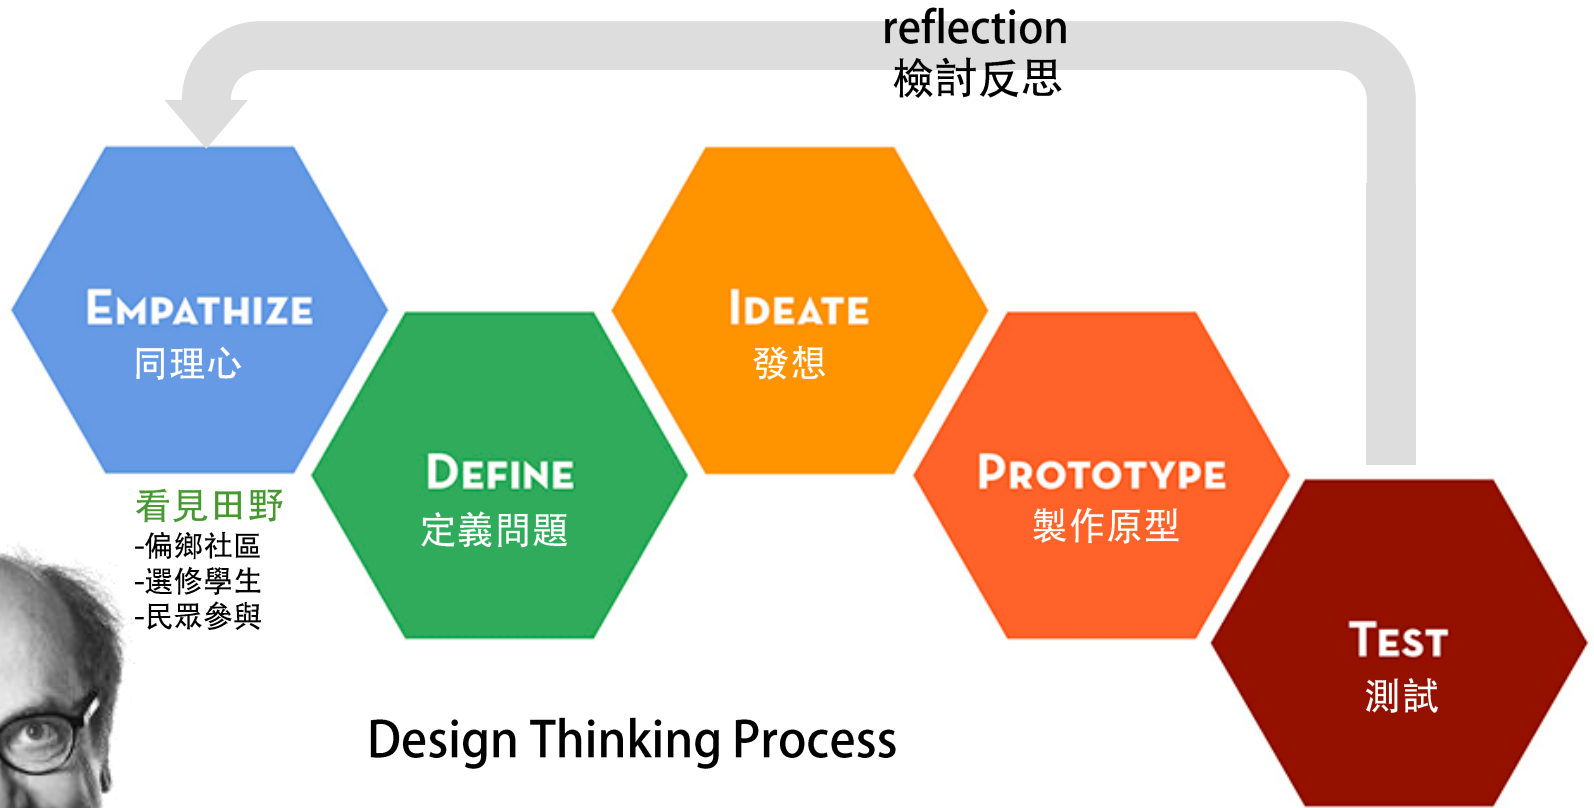 reflection
檢討反思
EMPATHIZE
同理心
看見田野
-偏鄉社區
-選修學生
-民眾參與
DEFINE
定義問題
IDEATE
發想
PROTOTYPE
製作原型
TEST
測試
Design Thinking Process